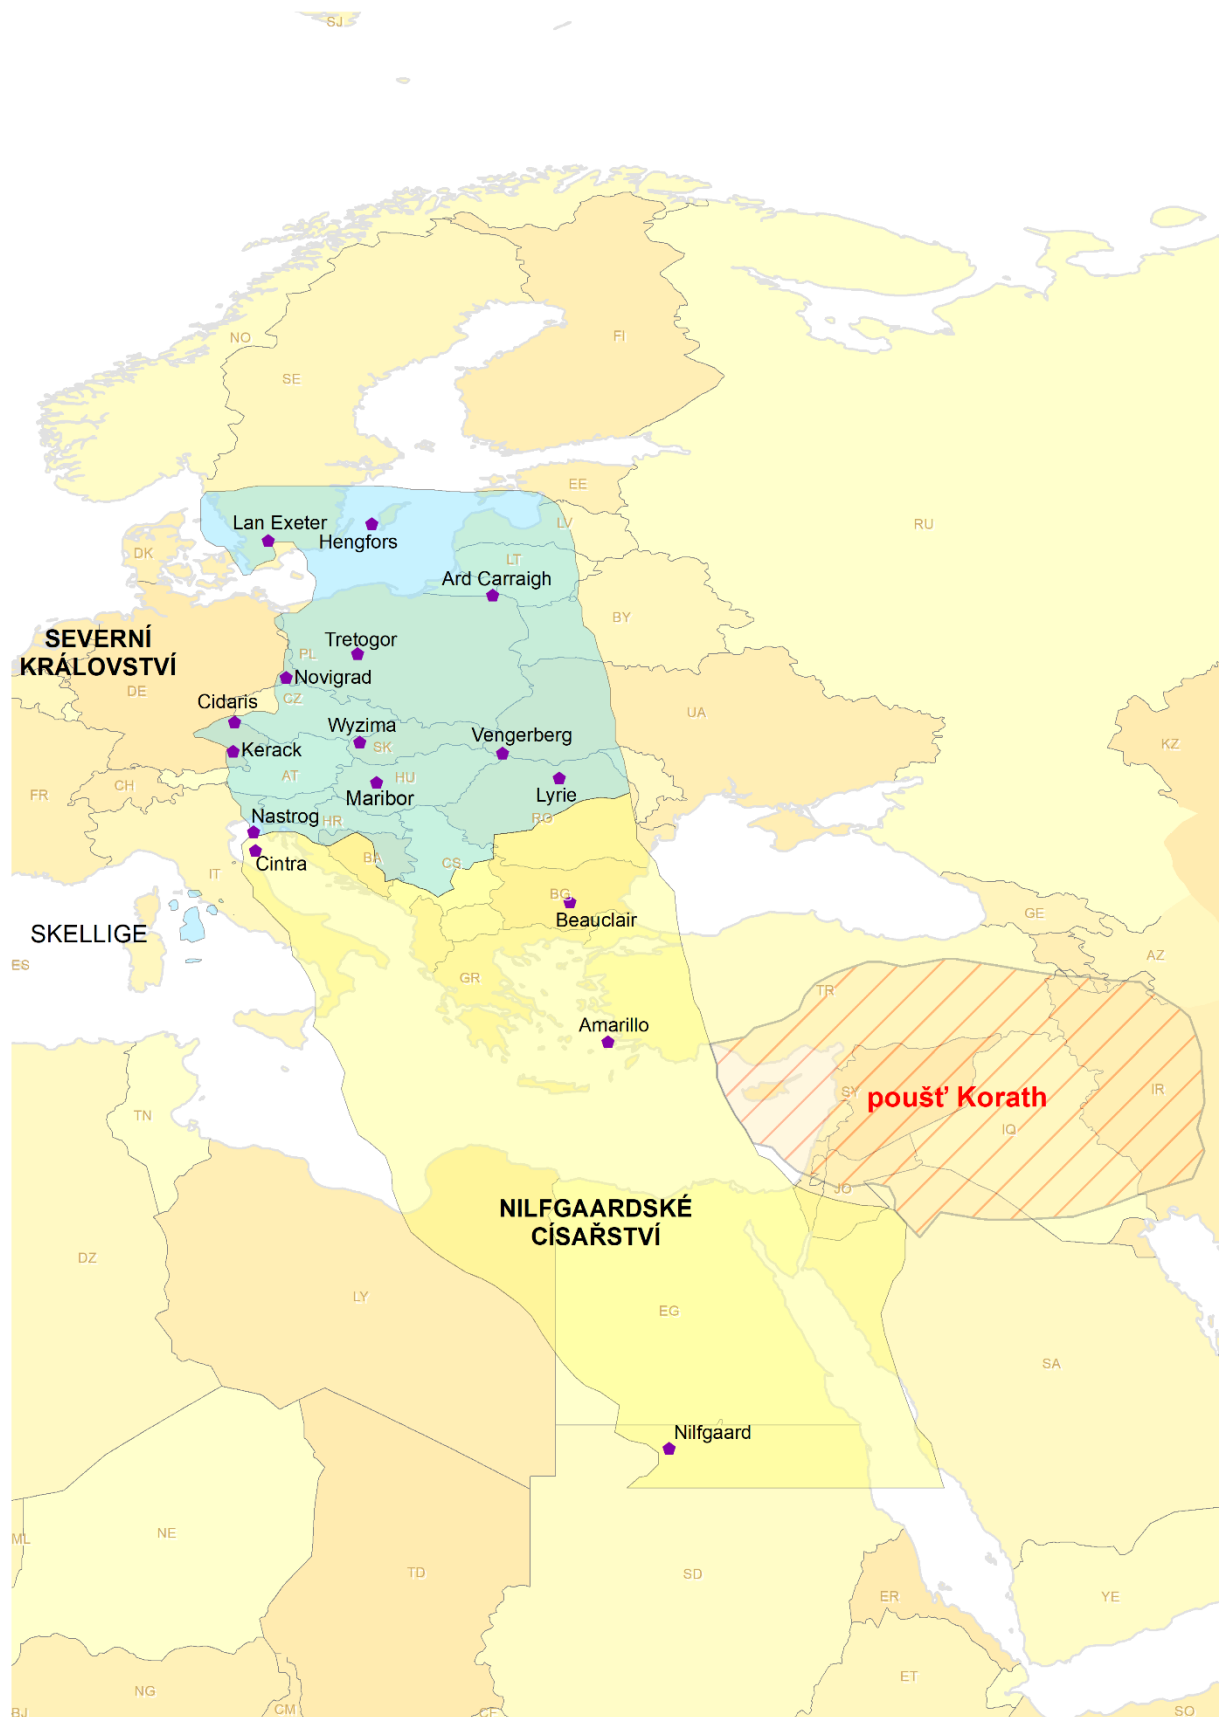 SJ
NO
FI
SE
EE
RU
LV
Lan Exeter
Hengfors
DK
LT
Ard Carraigh
BY
SEVERNÍ
KRÁLOVSTVÍ
Tretogor
PL
Novigrad
DE
CZ
Cidaris
UA
Wyzima
Vengerberg
SK
KZ
Kerack
AT
HU
CH
FR
Maribor
Lyrie
Nastrog
HR
RO
Cintra
BA
CS
IT
BG
Beauclair
GE
SKELLIGE
AZ
ES
GR
TR
Amarillo
SY
poušť Korath
IR
TN
IQ
JO
NILFGAARDSKÉ
CÍSAŘSTVÍ
DZ
LY
EG
SA
Nilfgaard
ML
NE
TD
SD
ER
YE
NG
ET
BJ
CM
CF
SO